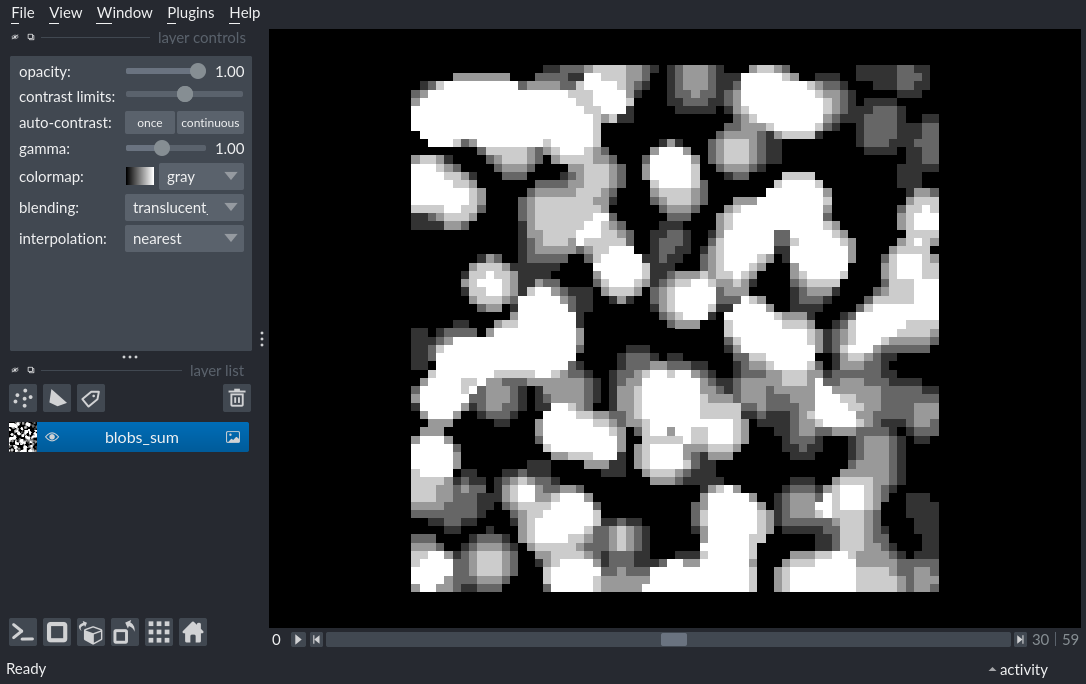 File View Window Plugins Help
layer controls
opacity: 1.00
contrast limits:
auto-contrast: once continuous
gamma: 1.00
colormap: gray
blending: translucent
interpolation: nearest
layer list
blobs_sum
0 30 | 59
Ready activity